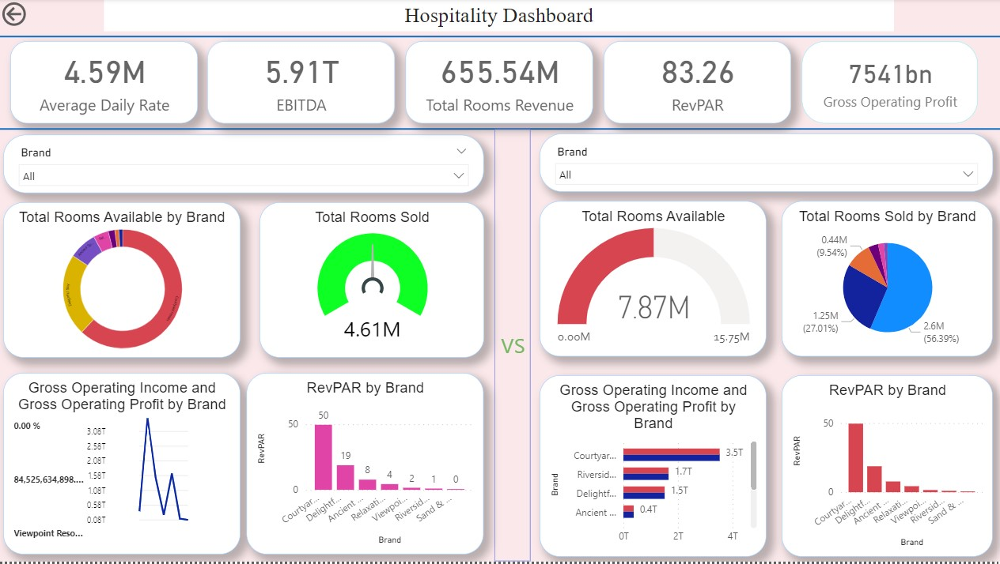 Hospitality Dashboard
4.59M
Average Daily Rate
5.91T
EBITDA
655.54M
Total Rooms Revenue
83.26
RevPAR
7541bn
Gross Operating Profit
Brand
All
Brand
All
Total Rooms Available by Brand
Total Rooms Sold
4.61M
Total Rooms Available
7.87M
0.00M
15.75M
Total Rooms Sold by Brand
0.44M
(9.54%)
1.25M
(27.01%)
2.6M
(56.39%)
VS
Gross Operating Income and
Gross Operating Profit by Brand
0.00 %
84,525,634,898....
Viewpoint Reso...
3.08T
2.58T
2.08T
1.58T
1.08T
0.58T
0.08T
RevPAR by Brand
RevPAR
50
0
50
19
8
4
2
1
0
Courtyar...
Delightf...
Ancient ...
Relaxati...
Viewpoi...
Riversid...
Sand & ...
Brand
Gross Operating Income and
Gross Operating Profit by
Brand
Brand
Courtyar...
3.5T
Riversid...
1.7T
Delightf...
1.5T
Ancient ...
0.4T
0T
2T
4T
RevPAR by Brand
RevPAR
50
0
Courtyar...
Delightf...
Ancient ...
Relaxati...
Viewpoi...
Riversid...
Sand & ...
Brand